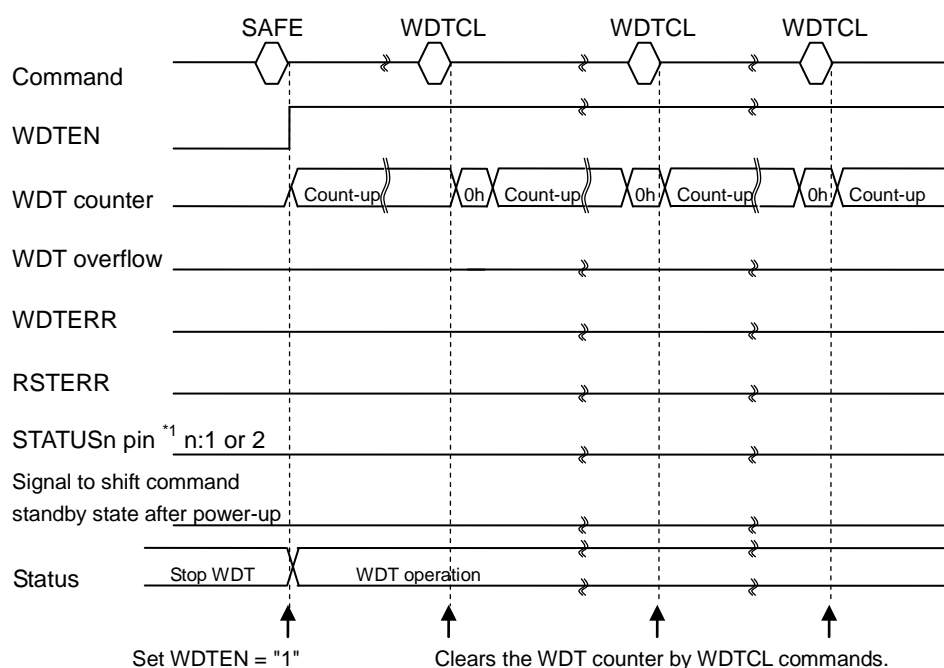 SAFE WDTCL WDTCL WDTCL
Command
WDTEN
WDT counter Count-up 0h Count-up 0h Count-up 0h Count-up
WDT overflow
WDTERR
RSTERR
STATUSn pin *1 n:1 or 2
Signal to shift command
standby state after power-up
Status Stop WDT WDT operation
Set WDTEN = "1" Clears the WDT counter by WDTCL commands.